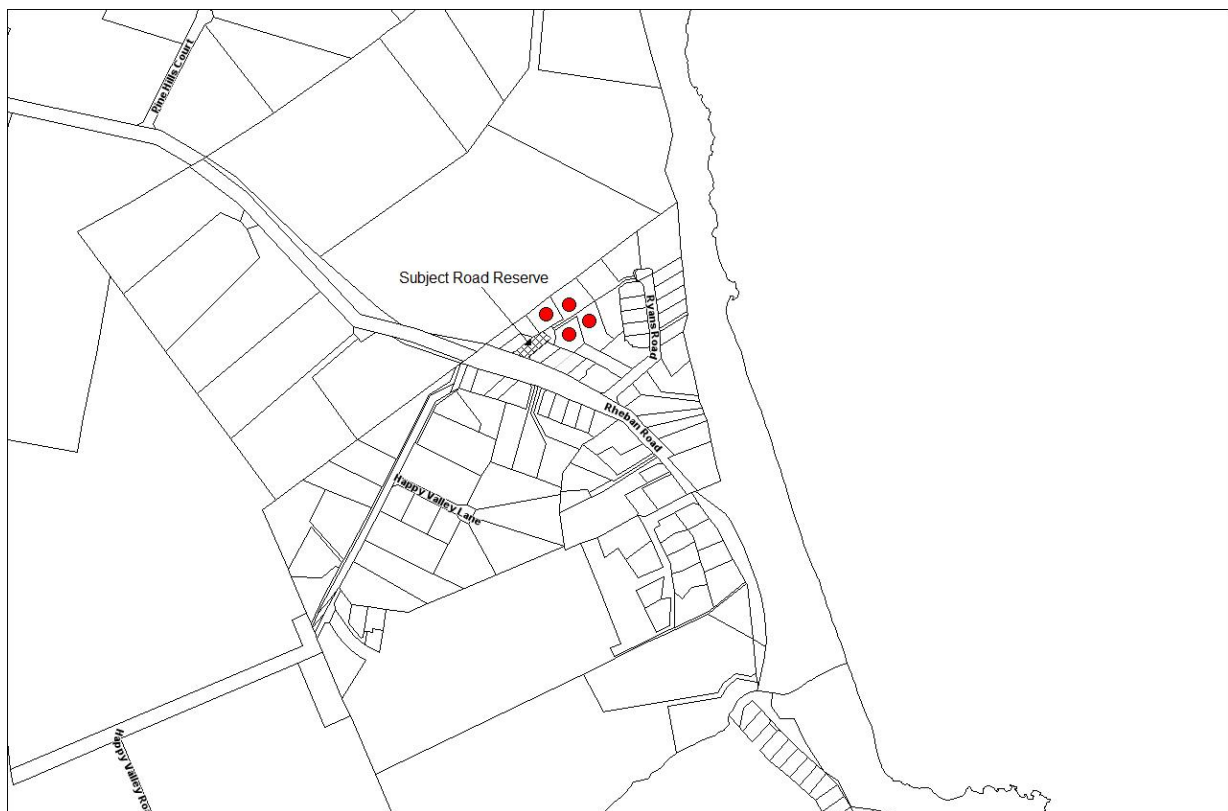 Pine Hills Court
Subject Road Reserve
Ryans Road
Rheban Road
Happy Valley Lane
Happy Valley Ro